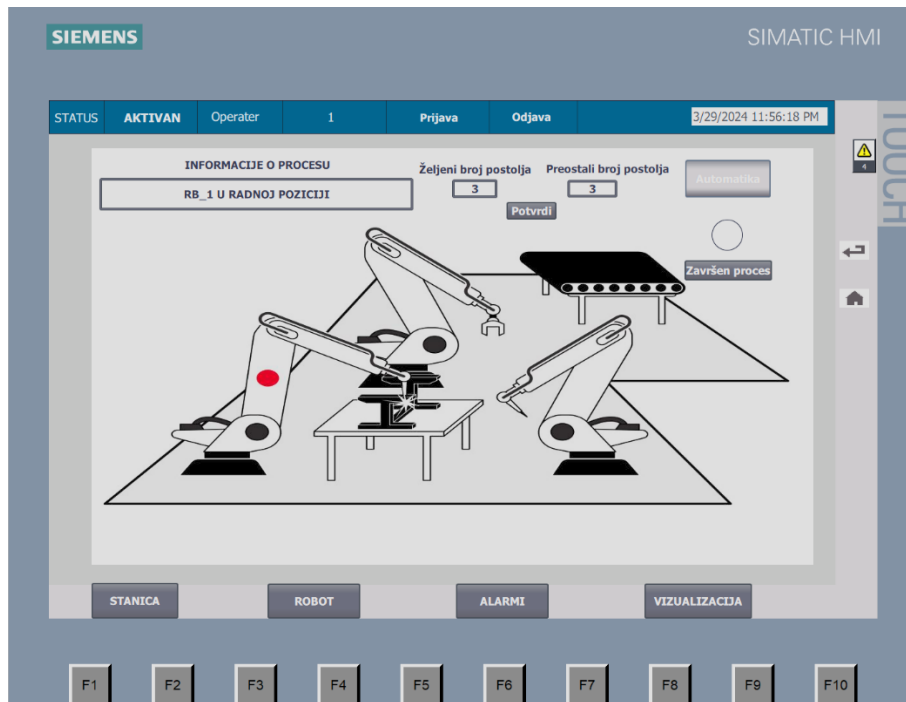 SIEMENS
SIMATIC HMI
TOUCH
STATUS AKTIVAN Operater 1 Prijava Odjava 3/29/2024 11:56:18 PM
4
INFORMACIJE O PROCESU
RB_1 U RADNOJ POZICIJI
Željeni broj postolja Preostali broj postolja
3 3
Potvrdi
Automatika
Završen proces
STANICA ROBOT ALARMI VIZUALIZACIJA
F1 F2 F3 F4 F5 F6 F7 F8 F9 F10